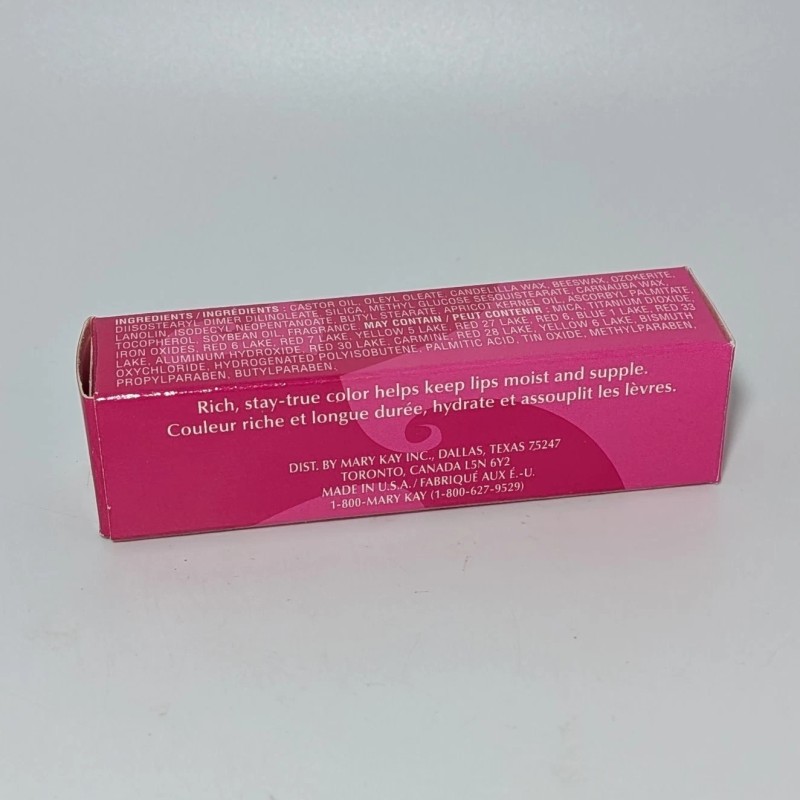 INGREDIENTS / INGRÉDIENTS : CASTOR OIL, OLEYL OLEATE, CANDELILLA WAX, BEESWAX, OZOKERITE,
DIISOSTEARYL DIMER DILINOLEATE, SILICA, METHYL GLUCOSE SESQUISTEARATE, CARNAUBA WAX,
LANOLIN, ISODECYL NEOPENTANOATE, BUTYL STEARATE, APRICOT KERNEL OIL, ASCORBYL PALMITATE,
TOCOPHEROL, SOYBEAN OIL, FRAGRANCE. MAY CONTAIN / PEUT CONTENIR : MICA, TITANIUM DIOXIDE,
IRON OXIDES, RED 6 LAKE, RED 7 LAKE, YELLOW 5 LAKE, RED 27 LAKE, RED 6, BLUE 1 LAKE, RED 33
LAKE, ALUMINUM HYDROXIDE, RED 30 LAKE, CARMINE, RED 28 LAKE, YELLOW 6 LAKE, BISMUTH
OXYCHLORIDE, HYDROGENATED POLYISOBUTENE, PALMITIC ACID, TIN OXIDE, METHYLPARABEN,
PROPYLPARABEN, BUTYLPARABEN.
Rich, stay-true color helps keep lips moist and supple.
Couleur riche et longue durée, hydrate et assouplit les lèvres.
DIST. BY MARY KAY INC., DALLAS, TEXAS 75247
TORONTO, CANADA L5N 6Y2
MADE IN U.S.A. / FABRIQUÉ AUX É.-U.
1-800-MARY KAY (1-800-627-9529)